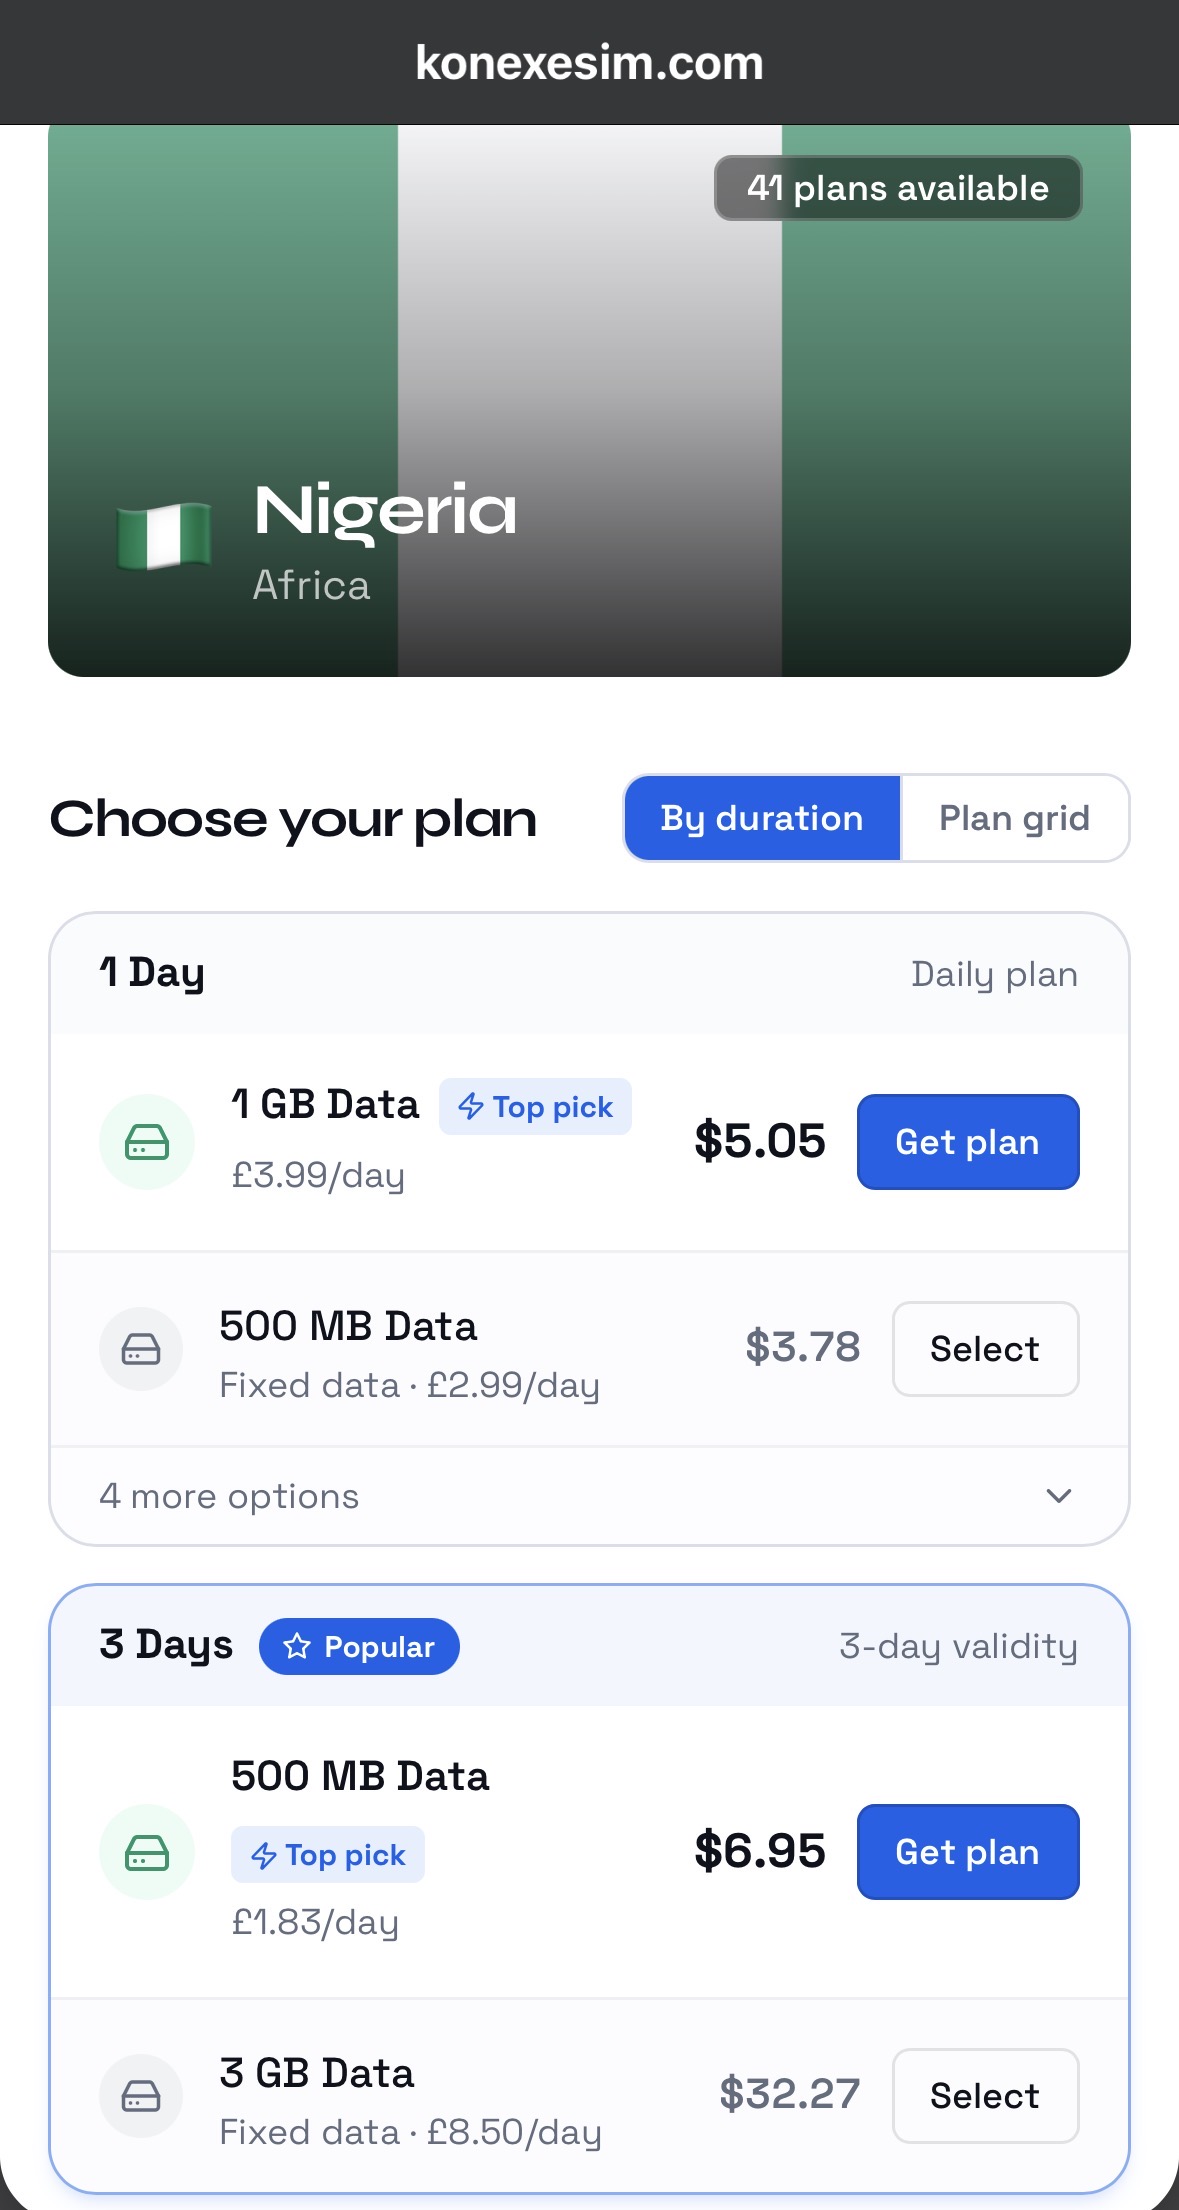 konexesim.com
41 plans available
Nigeria
Africa
Choose your plan
By duration
Plan grid
1 Day
Daily plan
1 GB Data
Top pick
£3.99/day
$5.05
Get plan
500 MB Data
Fixed data · £2.99/day
$3.78
Select
4 more options
3 Days
Popular
3-day validity
500 MB Data
Top pick
£1.83/day
$6.95
Get plan
3 GB Data
Fixed data · £8.50/day
$32.27
Select